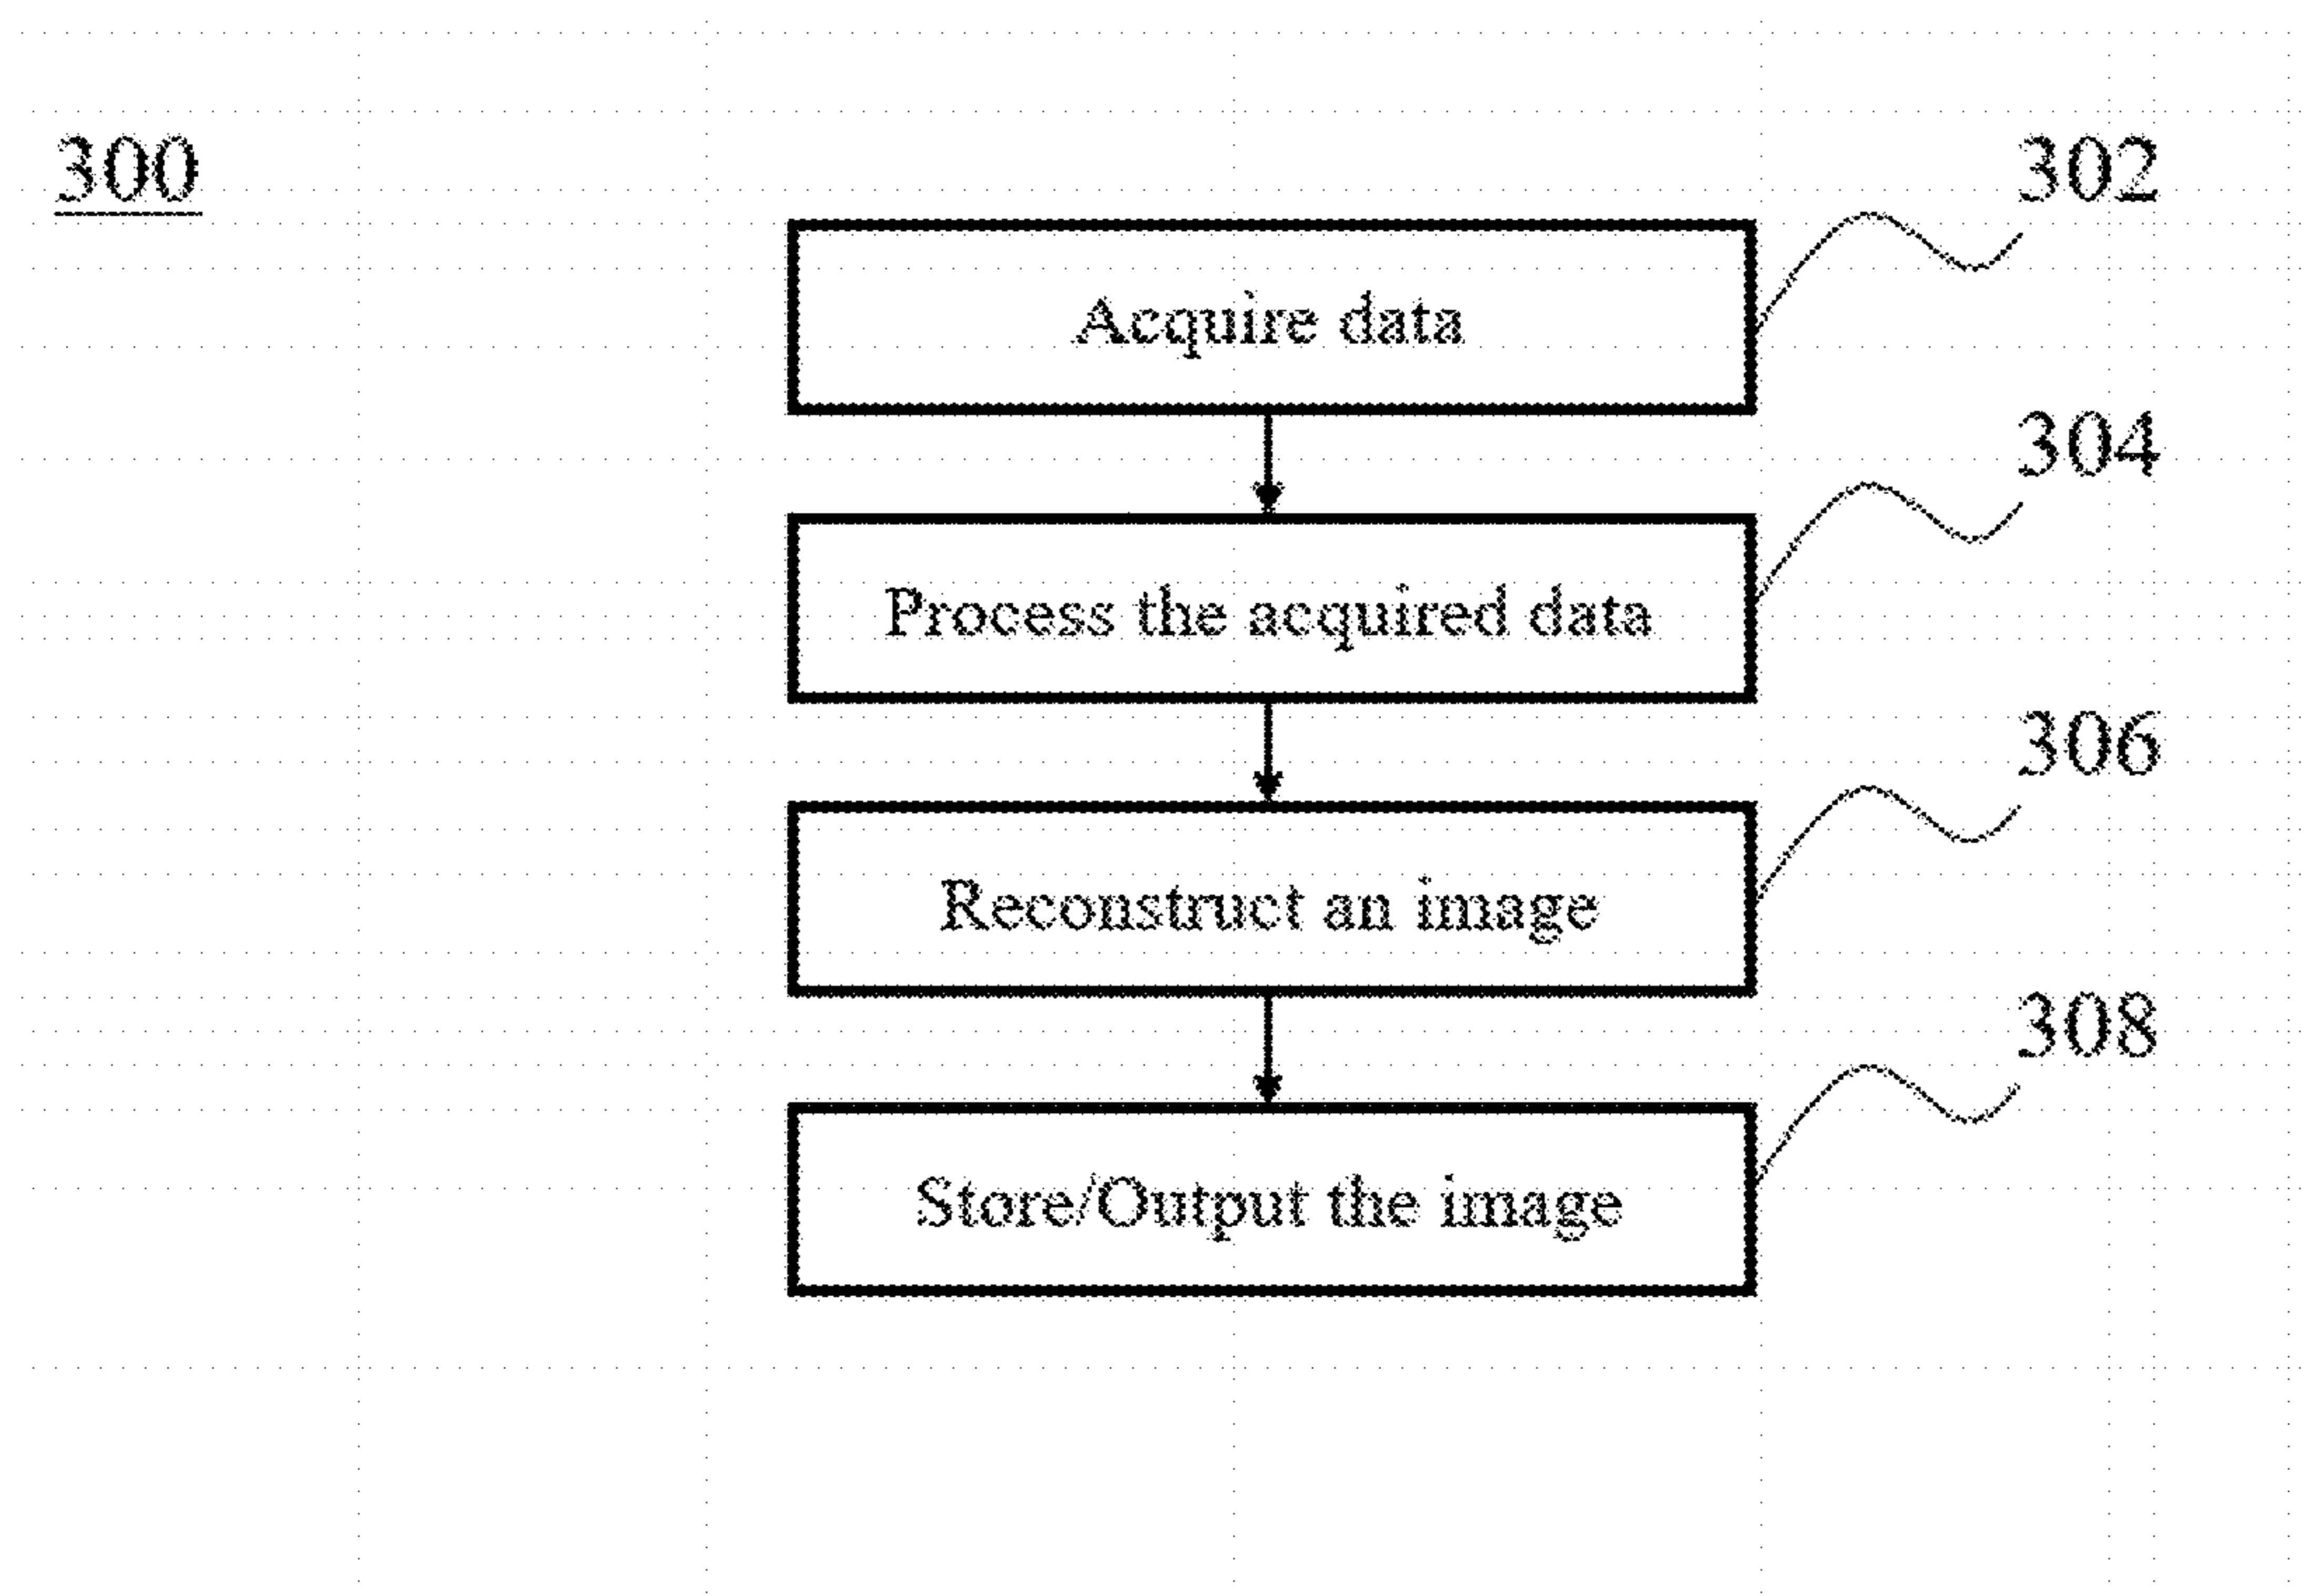 300
302
Acquire data
304
Process the acquired data
306
Reconstruct an image
308
Store/Output the image